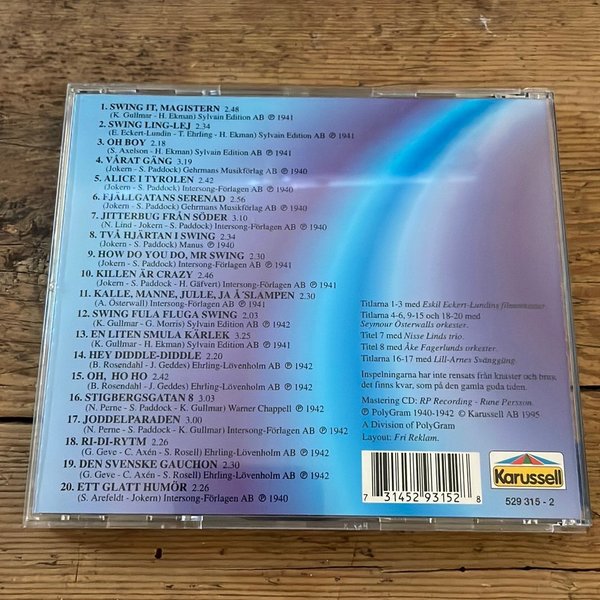 1. SWING IT, MAGISTERN 2.48
(K. Gullmar - H. Ekman) Sylvain Edition AB ℗ 1941
2. SWING LING-LEJ 2.34
(E. Eckert-Lundin - T. Ehrling - H. Ekman) Sylvain Edition AB ℗ 1941
3. OH BOY 2.18
(S. Axelson - H. Ekman) Sylvain Edition AB ℗ 1941
4. VÅRAT GÄNG 3.19
(Jokern - S. Paddock) Gehrmans Musikförlag AB ℗ 1940
5. ALICE I TYROLEN 2.42
(Jokern - S. Paddock) Intersong-Förlagen AB ℗ 1940
6. FJÄLLGATANS SERENAD 2.56
(Jokern - S. Paddock) Gehrmans Musikförlag AB ℗ 1940
7. JITTERBUG FRÅN SÖDER 3.10
(N. Lind - Jokern - S. Paddock) Intersong-Förlagen AB ℗ 1940
8. TVÅ HJÄRTAN I SWING 2.34
(Jokern - S. Paddock) Manus ℗ 1940
9. HOW DO YOU DO, MR SWING 2.30
(Jokern - S. Paddock) Intersong-Förlagen AB ℗ 1940
10. KILLEN ÄR CRAZY 2.46
(Jokern - S. Paddock - H. Gäfvert) Intersong-Förlagen AB ℗ 1940
11. KALLE, MANNE, JULLE, JA Å´SLAMPEN 2.30
(A. Österwall) Intersong-Förlagen AB ℗ 1940
12. SWING FULA FLUGA SWING 2.03
(K. Gullmar - G. Morris) Sylvain Edition AB ℗ 1942
13. EN LITEN SMULA KÄRLEK 3.25
(K. Gullmar) Sylvain Edition AB ℗ 1941
14. HEY DIDDLE-DIDDLE 2.20
(B. Rosendahl - J. Geddes) Ehrling-Lövenholm AB ℗ 1942
15. OH, HO HO 2.42
(B. Rosendahl - J. Geddes) Ehrling-Lövenholm AB ℗ 1942
16. STIGBERGSGATAN 8 3.03
(N. Perne - S. Paddock - K. Gullmar) Warner Chappell ℗ 1942
17. JODDELPARADEN 3.00
(N. Perne - S. Paddock - K. Gullmar) Intersong-Förlagen AB ℗ 1942
18. RI-DI-RYTM 2.26
(G. Geve - C. Axén - S. Rosell) Ehrling-Lövenholm AB ℗ 1942
19. DEN SVENSKE GAUCHON 2.30
(G. Geve - C. Axén - S. Rosell) Ehrling-Lövenholm AB ℗ 1942
20. ETT GLATT HUMÖR 2.26
(S. Arefeldt - Jokern) Intersong-Förlagen AB ℗ 1940
Titlarna 1-3 med Eskil Eckert-Lundins filmorkester.
Titlarna 4-6, 9-15 och 18-20 med
Seymour Österwalls orkester.
Titel 7 med Nisse Linds trio.
Titel 8 med Åke Fagerlunds orkester.
Titlarna 16-17 med Lill-Arnes Svänggäng.
Inspelningarna har inte rensats från knaster och brus,
det finns kvar, som på den gamla goda tiden.
Mastering CD: RP Recording - Rune Persson
℗ PolyGram 1940-1942 © Karussell AB 1995
A Division of PolyGram
Layout: Fri Reklam.
7 31452 93152 8
Karussell
529 315 - 2